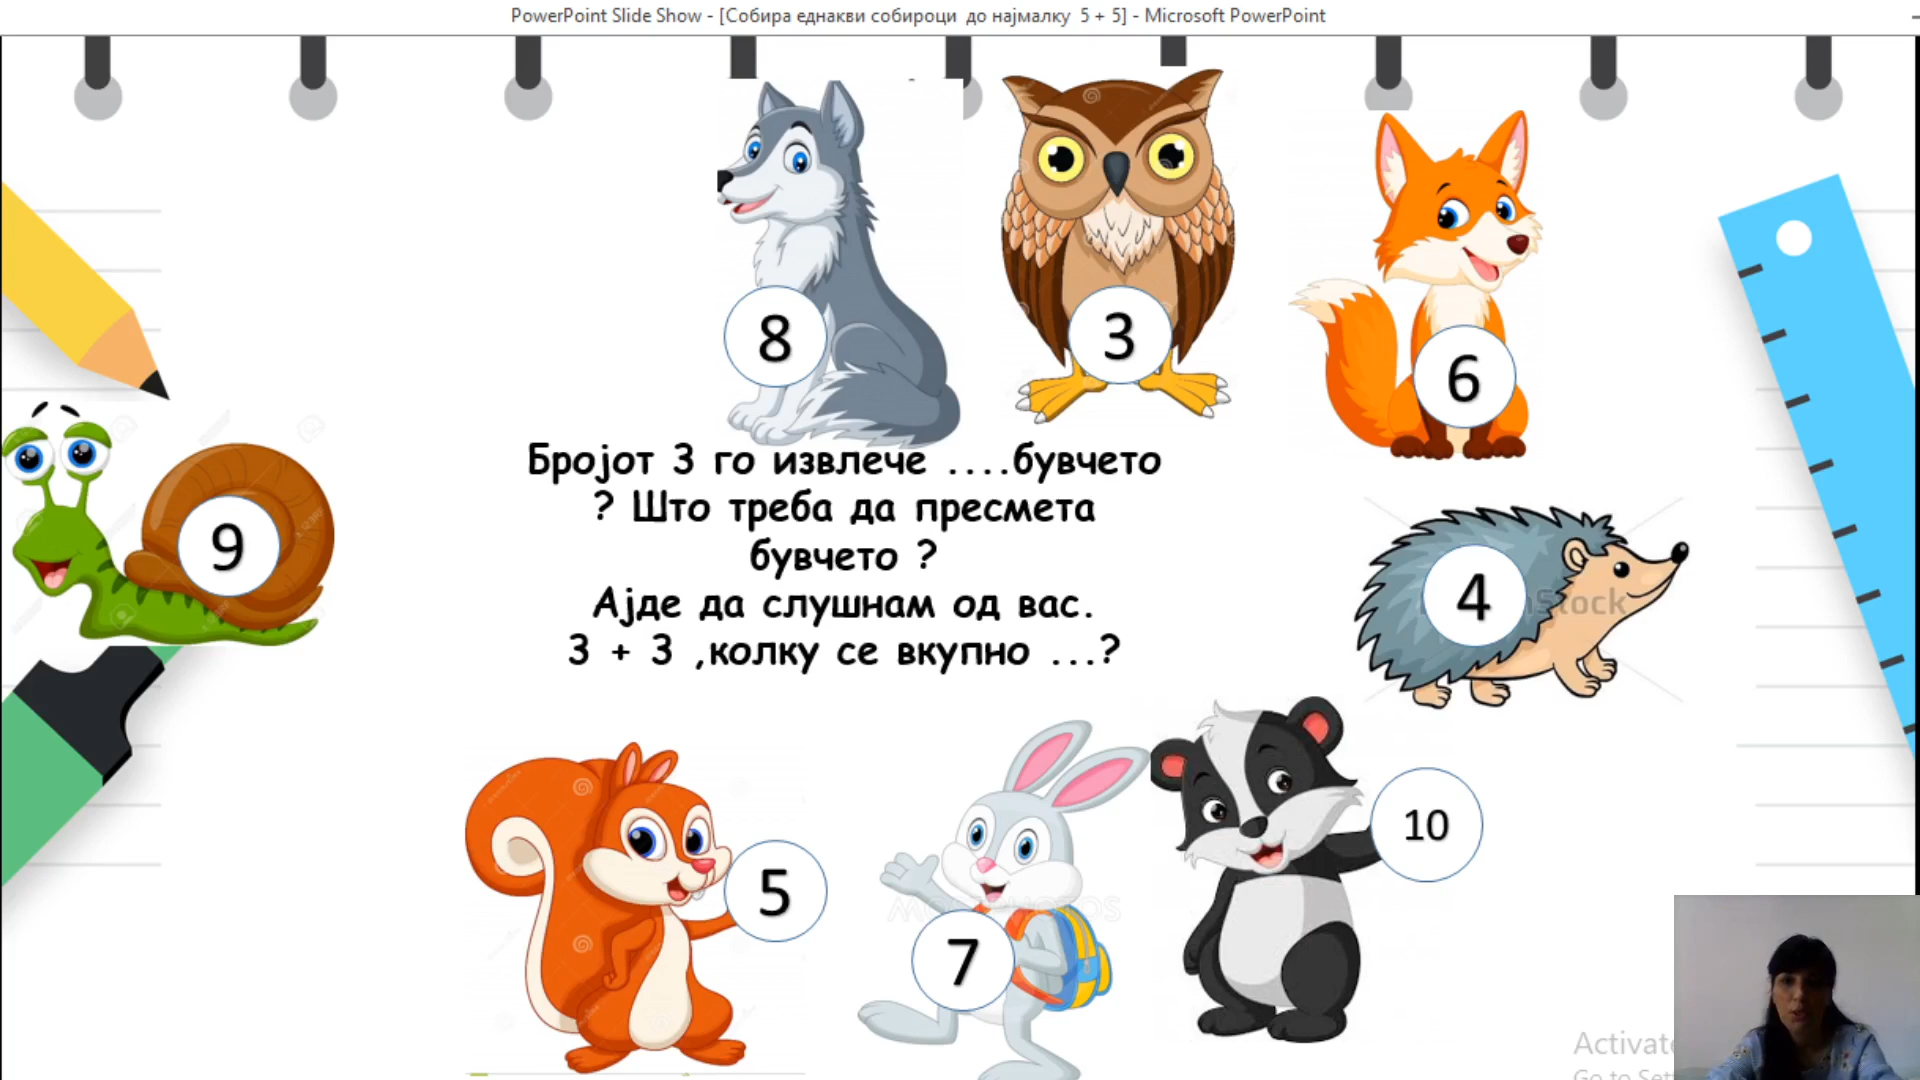 PowerPoint Slide Show - [Собира еднакви собироци до најмалку 5 + 5] - Microsoft PowerPoint
8
3
6
9
Бројот 3 го извлече ....бувчето
? Што треба да пресмета
бувчето ?
Ајде да слушнам од вас.
3 + 3 ,колку се вкупно ...?
4
5
7
10